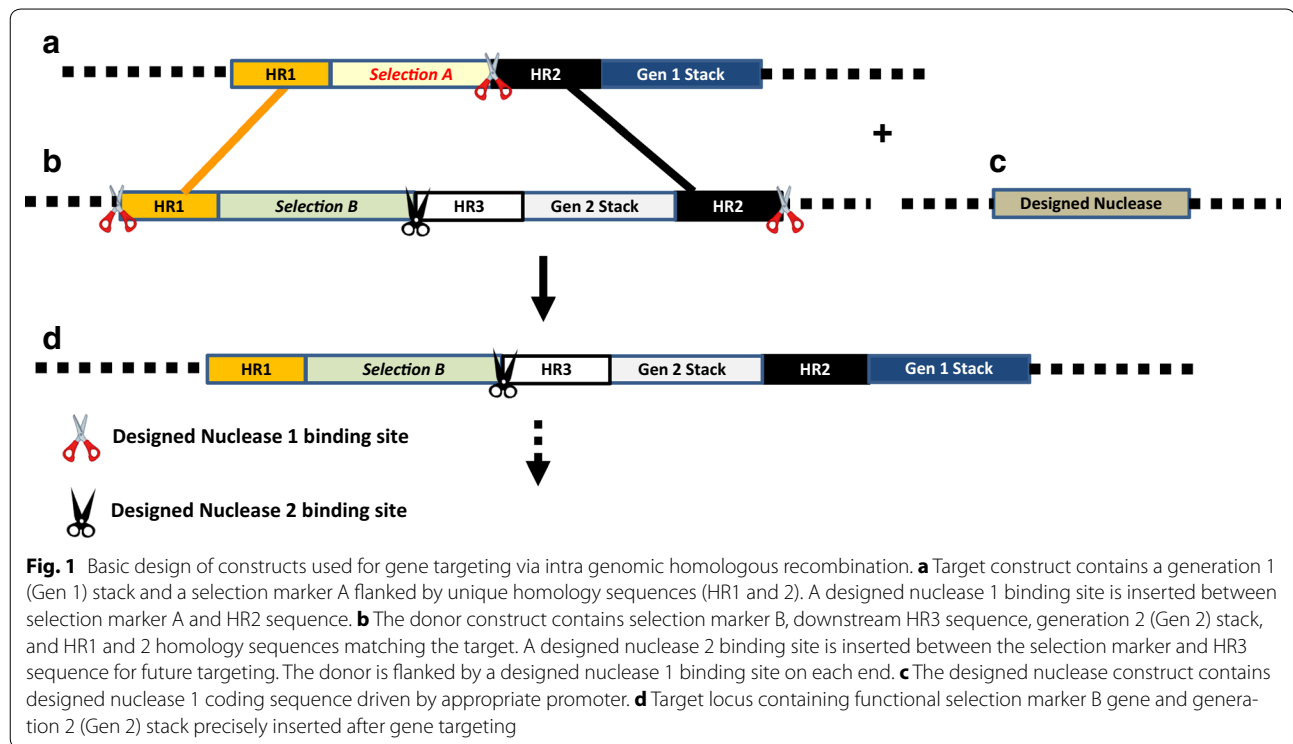 a
HR1 Selection A HR2 Gen 1 Stack
+
b c
HR1 Selection B HR3 Gen 2 Stack HR2 Designed Nuclease
d
HR1 Selection B HR3 Gen 2 Stack HR2 Gen 1 Stack
Designed Nuclease 1 binding site
Designed Nuclease 2 binding site
Fig. 1 Basic design of constructs used for gene targeting via intra genomic homologous recombination. a Target construct contains a generation 1
(Gen 1) stack and a selection marker A flanked by unique homology sequences (HR1 and 2). A designed nuclease 1 binding site is inserted between
selection marker A and HR2 sequence. b The donor construct contains selection marker B, downstream HR3 sequence, generation 2 (Gen 2) stack,
and HR1 and 2 homology sequences matching the target. A designed nuclease 2 binding site is inserted between the selection marker and HR3
sequence for future targeting. The donor is flanked by a designed nuclease 1 binding site on each end. c The designed nuclease construct contains
designed nuclease 1 coding sequence driven by appropriate promoter. d Target locus containing functional selection marker B gene and genera-
tion 2 (Gen 2) stack precisely inserted after gene targeting